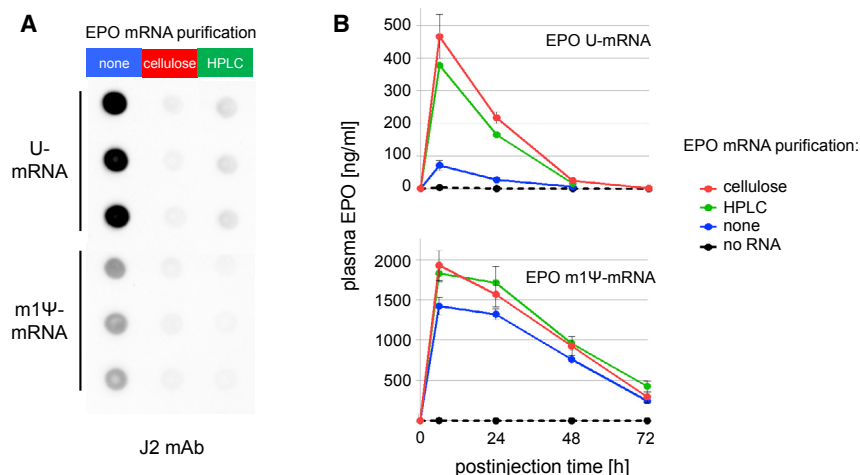 A
EPO mRNA purification
none cellulose HPLC
U-
mRNA
m1Ψ-
mRNA
J2 mAb
B
EPO U-mRNA
500
400
300
200
100
0
plasma EPO [ng/ml]
EPO m1Ψ-mRNA
2000
1500
1000
500
0
0 24 48 72
postinjection time [h]
EPO mRNA purification:
cellulose
HPLC
none
no RNA